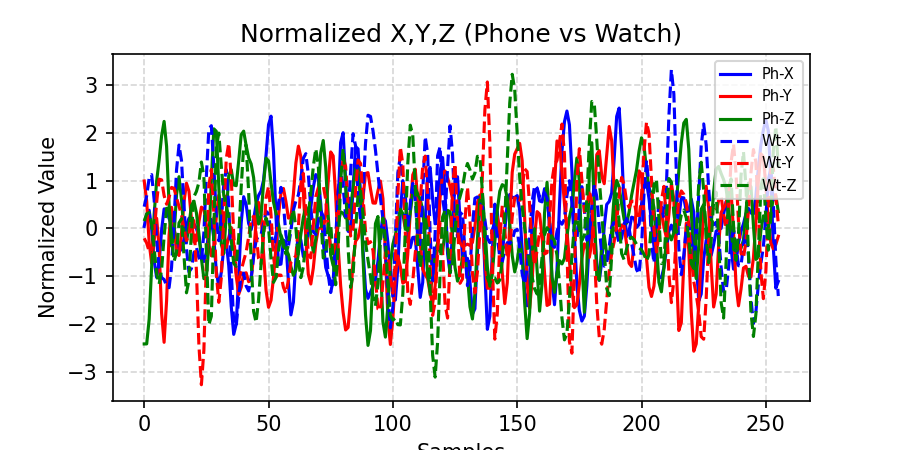 Normalized X,Y,Z (Phone vs Watch)
Normalized Value
3
2
1
0
−1
−2
−3
Ph-X
Ph-Y
Ph-Z
Wt-X
Wt-Y
Wt-Z
0 50 100 150 200 250
Samples